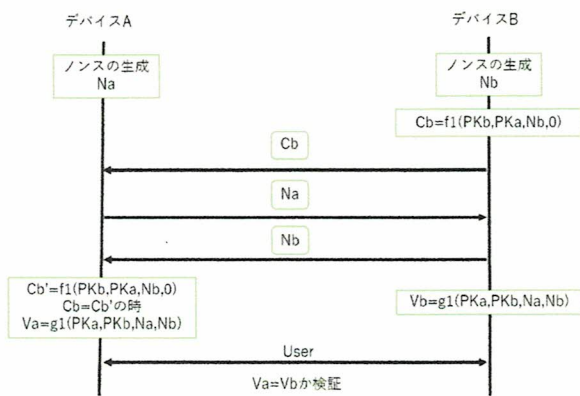 デバイスA
デバイスB
ノンスの生成
Na
ノンスの生成
Nb
Cb=f1(PKb,PKa,Nb,0)
Cb
Na
Nb
Cb'=f1(PKb,PKa,Nb,0)
Cb=Cb'の時
Va=g1(PKa,PKb,Na,Nb)
Vb=g1(PKa,PKb,Na,Nb)
User
Va=Vbか検証